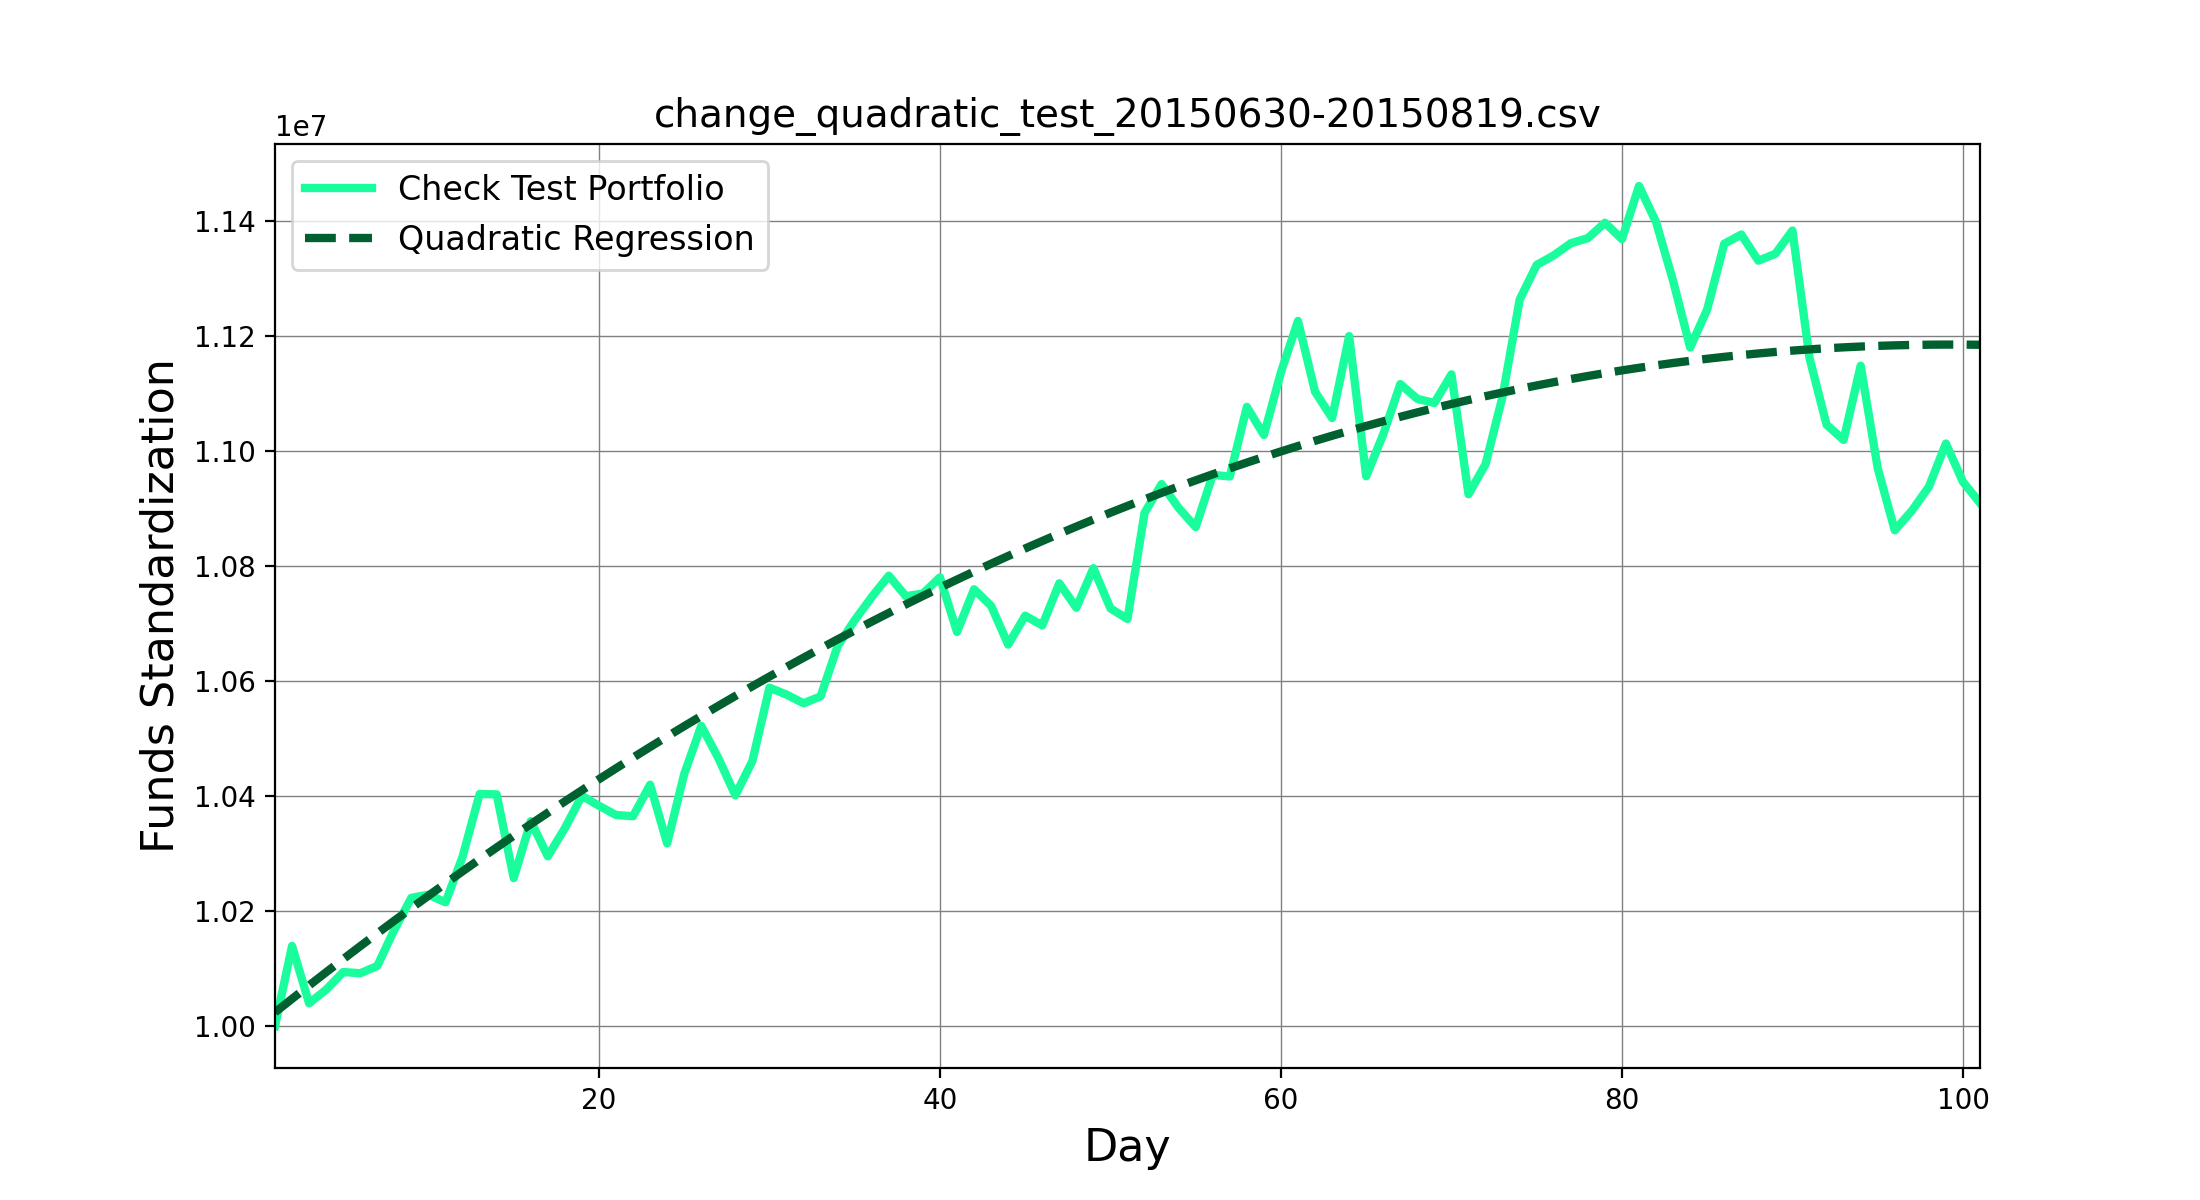 change_quadratic_test_20150630-20150819.csv
1e7
Check Test Portfolio
Quadratic Regression
Funds Standardization
1.14
1.12
1.10
1.08
1.06
1.04
1.02
1.00
20 40 60 80 100
Day